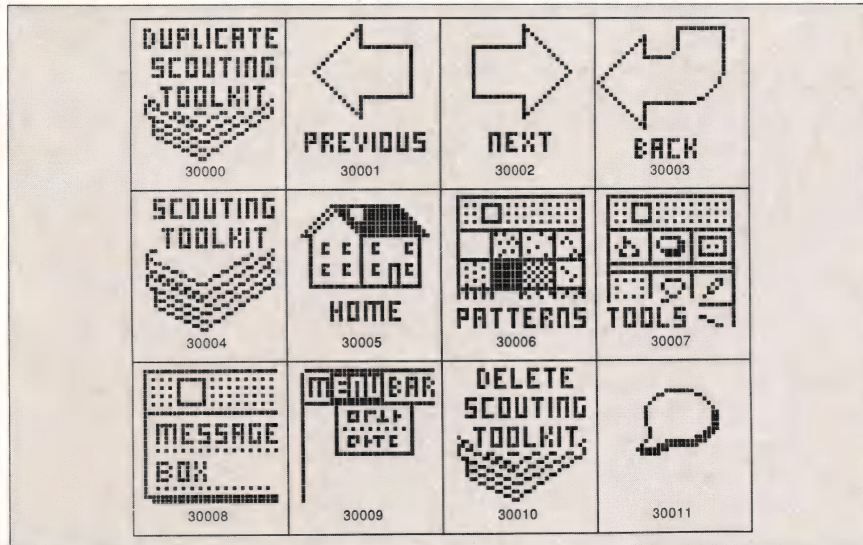 DUPLICATE
SCOUTING
TOOLKIT
30000
PREVIOUS
30001
NEXT
30002
BACK
30003
SCOUTING
TOOLKIT
30004
HOME
30005
PATTERNS
30006
TOOLS
30007
MESSAGE
BOX
30008
MENU BAR
30009
DELETE
SCOUTING
TOOLKIT
30010
30011